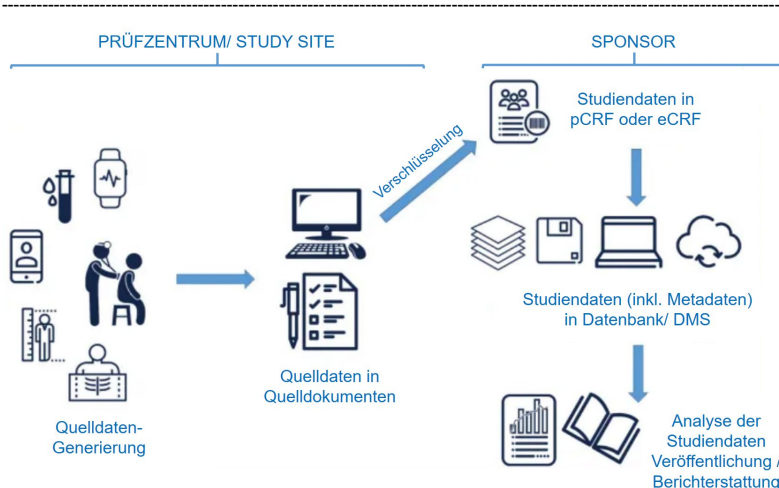 PRÜFZENTRUM/ STUDY SITE
SPONSOR
Studiendaten in
pCRF oder eCRF
Verschlüsselung
Studiendaten (inkl. Metadaten)
in Datenbank/ DMS
Quelldaten in
Quelldokumenten
Quelldaten-
Generierung
Analyse der
Studiendaten
Veröffentlichung /
Berichterstattung